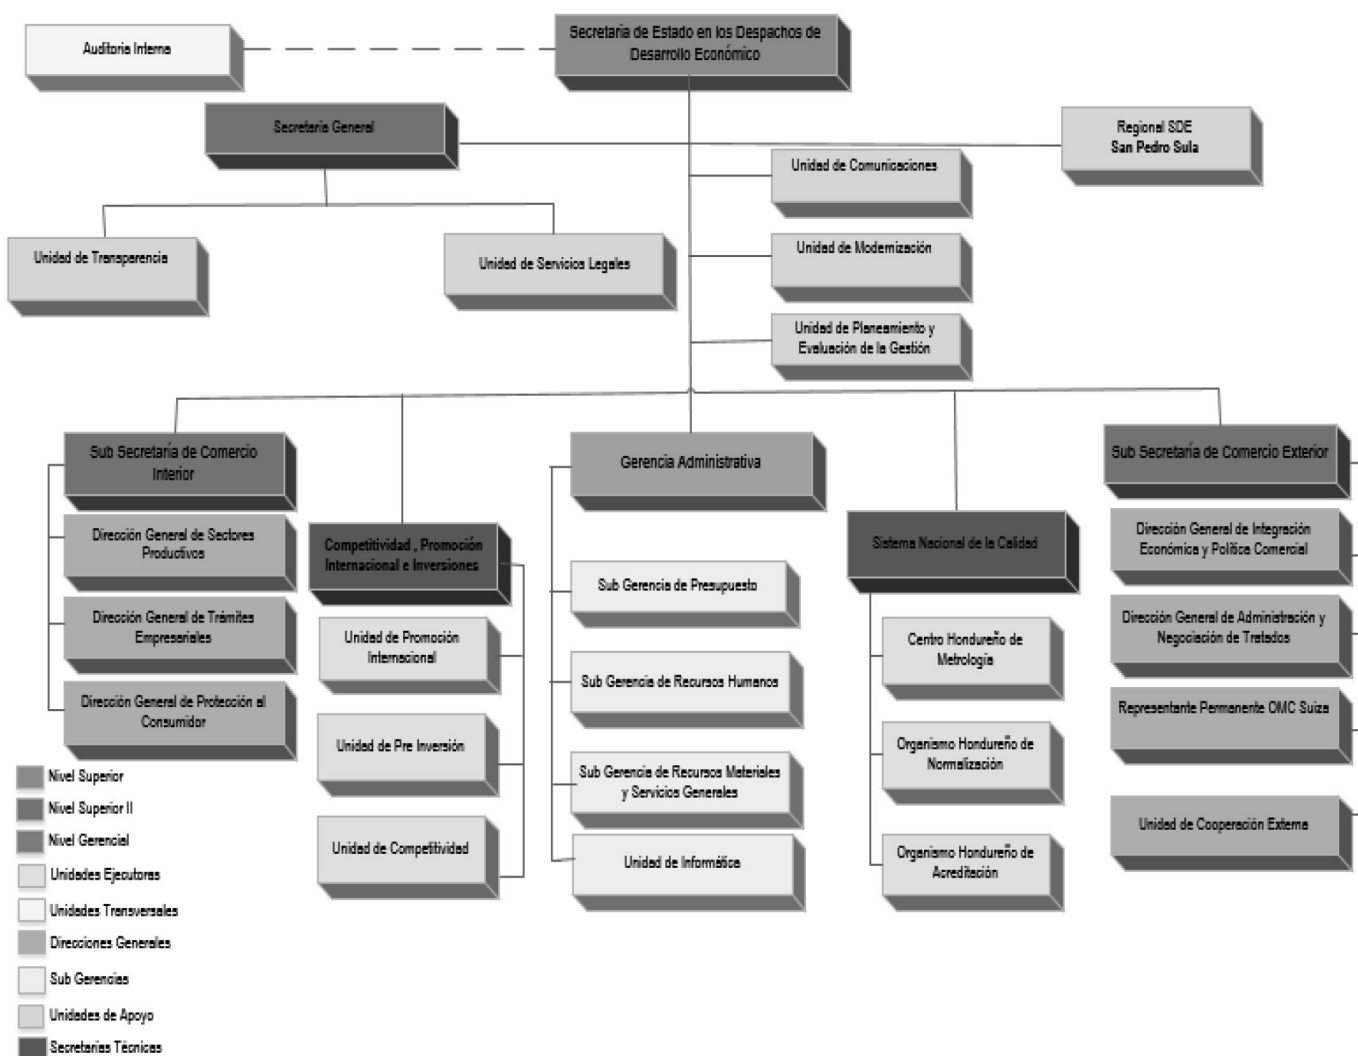 Auditoria Interna
Secretaria de Estado en los Despachos de
Desarrollo Económico
Secretaria General
Regional SDE
San Pedro Sula
Unidad de Comunicaciones
Unidad de Transparencia
Unidad de Servicios Legales
Unidad de Modernización
Unidad de Planeamiento y
Evaluación de la Gestión
Sub Secretaría de Comercio
Interior
Dirección General de Sectores
Productivos
Dirección General de Trámites
Empresariales
Dirección General de Protección al
Consumidor
Competitividad , Promoción
Internacional e Inversiones
Unidad de Promoción
Internacional
Unidad de Pre Inversión
Unidad de Competitividad
Gerencia Administrativa
Sub Gerencia de Presupuesto
Sub Gerencia de Recursos Humanos
Sub Gerencia de Recursos Materiales
y Servicios Generales
Unidad de Informática
Sistema Nacional de la Calidad
Centro Hondureño de
Metrologia
Organismo Hondureño de
Normalización
Organismo Hondureño de
Acreditación
Sub Secretaría de Comercio Exterior
Dirección General de Integración
Económica y Política Comercial
Dirección General de Administración y
Negociación de Tratados
Representante Permanente OMC Suiza
Unidad de Cooperación Externa
Nivel Superior
Nivel Superior II
Nivel Gerencial
Unidades Ejecutoras
Unidades Transversales
Direcciones Generales
Sub Gerencias
Unidades de Apoyo
Secretarias Técnicas